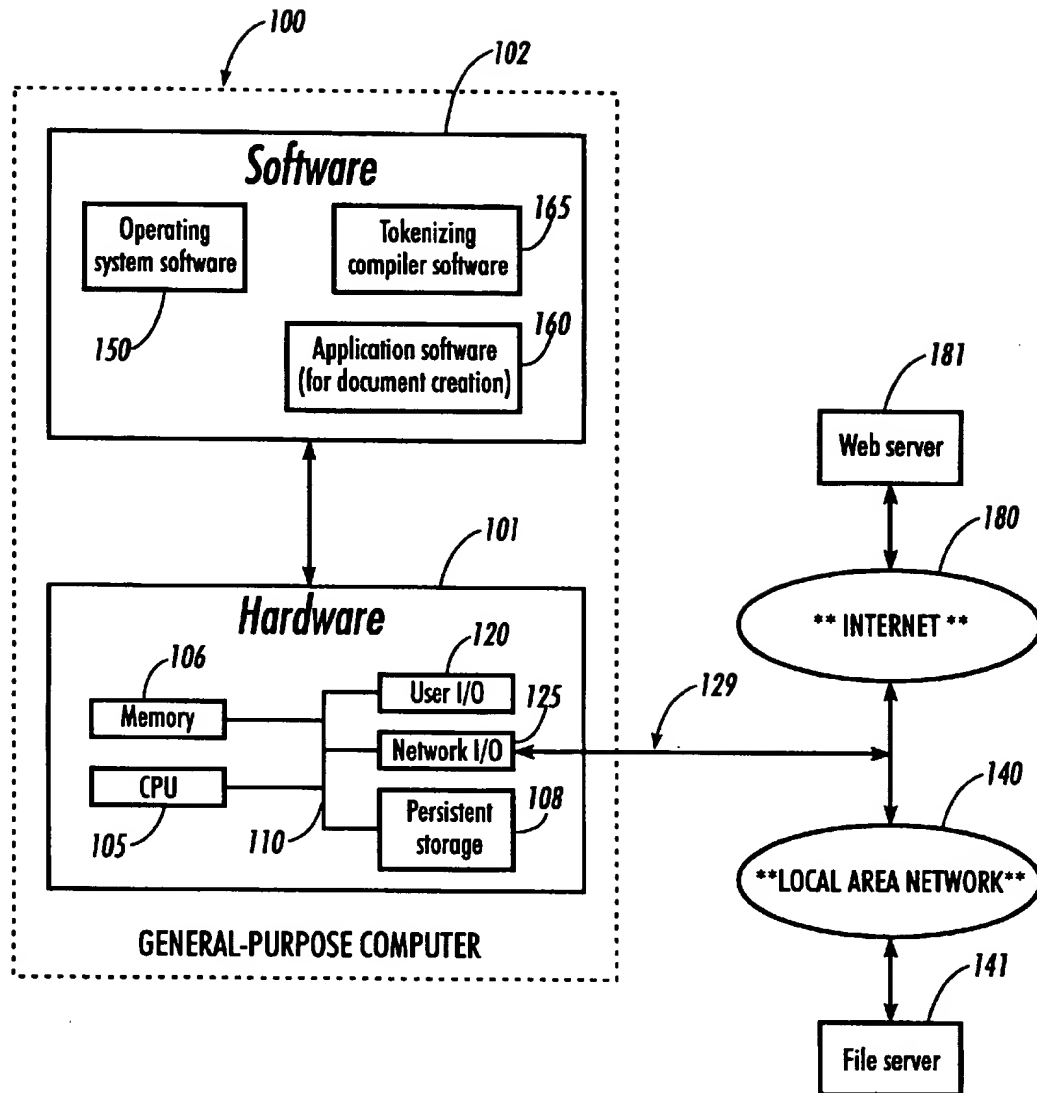 100
102
Software
Operating
system software
150
165
Tokenizing
compiler software
160
Application software
(for document creation)
181
Web server
180
** INTERNET **
101
Hardware
106
Memory
120
User I/O
125
Network I/O
129
CPU
105
110
Persistent
storage
108
140
**LOCAL AREA NETWORK**
GENERAL-PURPOSE COMPUTER
141
File server